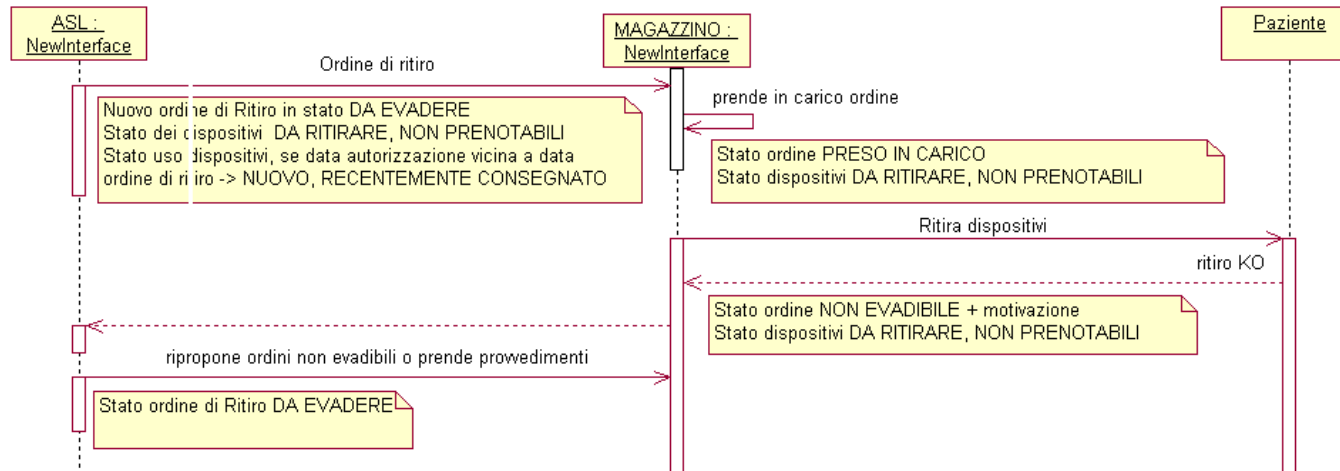 ASL :
NewInterface
MAGAZZINO :
NewInterface
Paziente
Ordine di ritiro
Nuovo ordine di Ritiro in stato DA EVADERE
Stato dei dispositivi DA RITIRARE, NON PRENOTABILI
Stato uso dispositivi, se data autorizzazione vicina a data
ordine di ritiro -> NUOVO, RECENTEMENTE CONSEGNATO
prende in carico ordine
Stato ordine PRESO IN CARICO
Stato dispositivi DA RITIRARE, NON PRENOTABILI
Ritira dispositivi
ritiro KO
Stato ordine NON EVADIBILE + motivazione
Stato dispositivi DA RITIRARE, NON PRENOTABILI
ripropone ordini non evadibili o prende provvedimenti
Stato ordine di Ritiro DA EVADERE